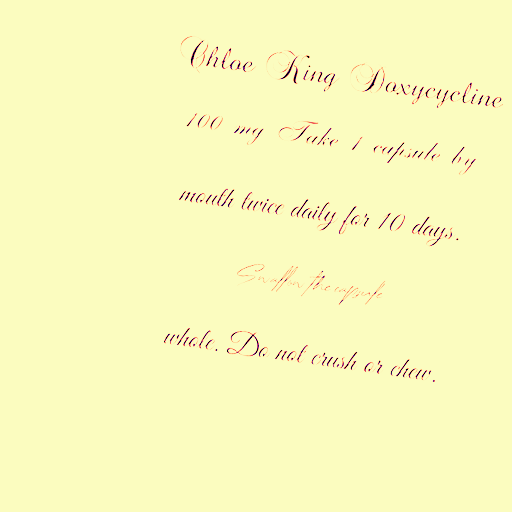 Chloe King Doxycycline
100 mg Take 1 capsule by
mouth twice daily for 10 days.
Swallow the capsule
whole. Do not crush or chew.